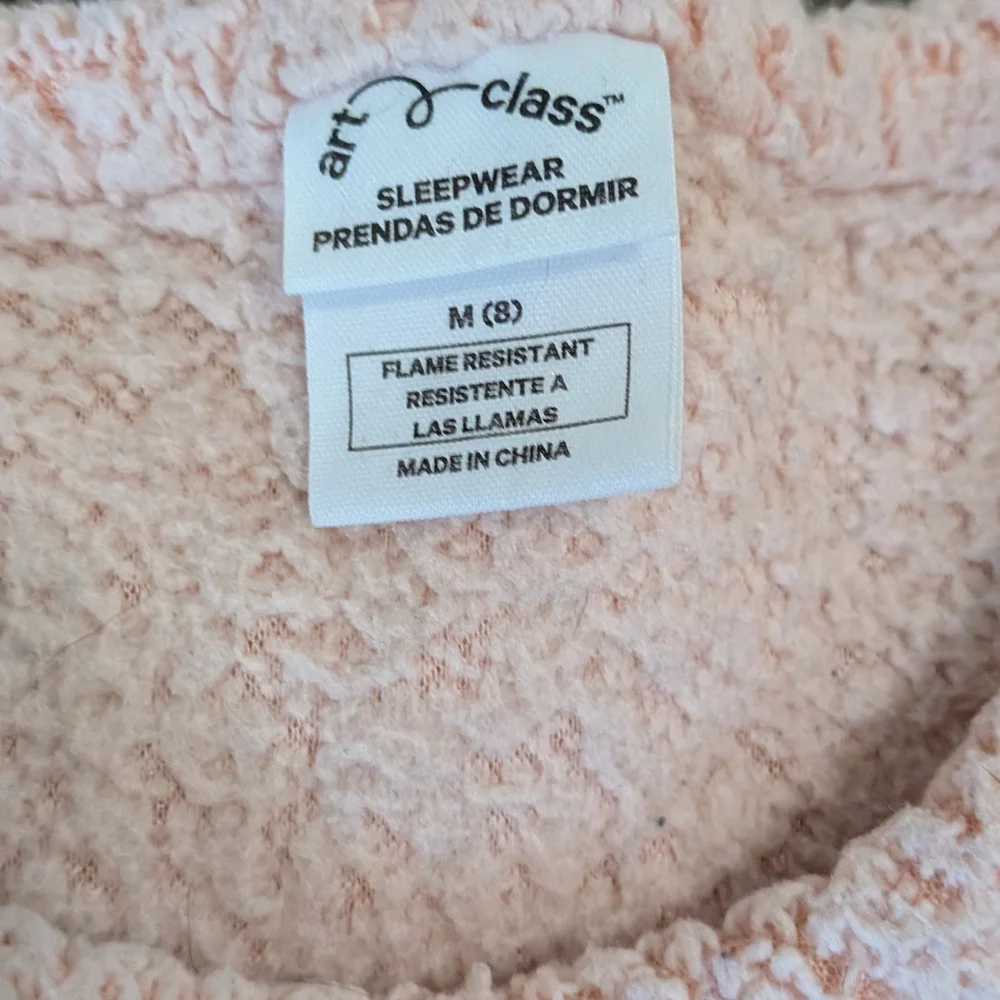 art class™
SLEEPWEAR
PRENDAS DE DORMIR
M (8)
FLAME RESISTANT
RESISTENTE A
LAS LLAMAS
MADE IN CHINA